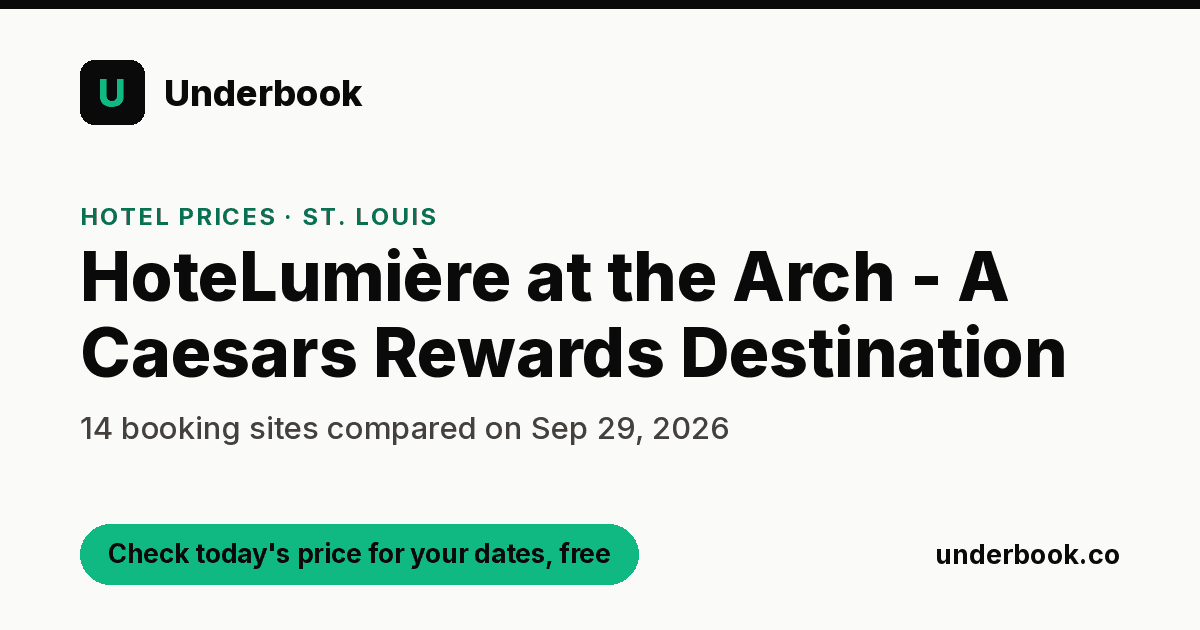 U Underbook
HOTEL PRICES · ST. LOUIS
HoteLumière at the Arch - A
Caesars Rewards Destination
14 booking sites compared on Sep 29, 2026
Check today's price for your dates, free
underbook.co